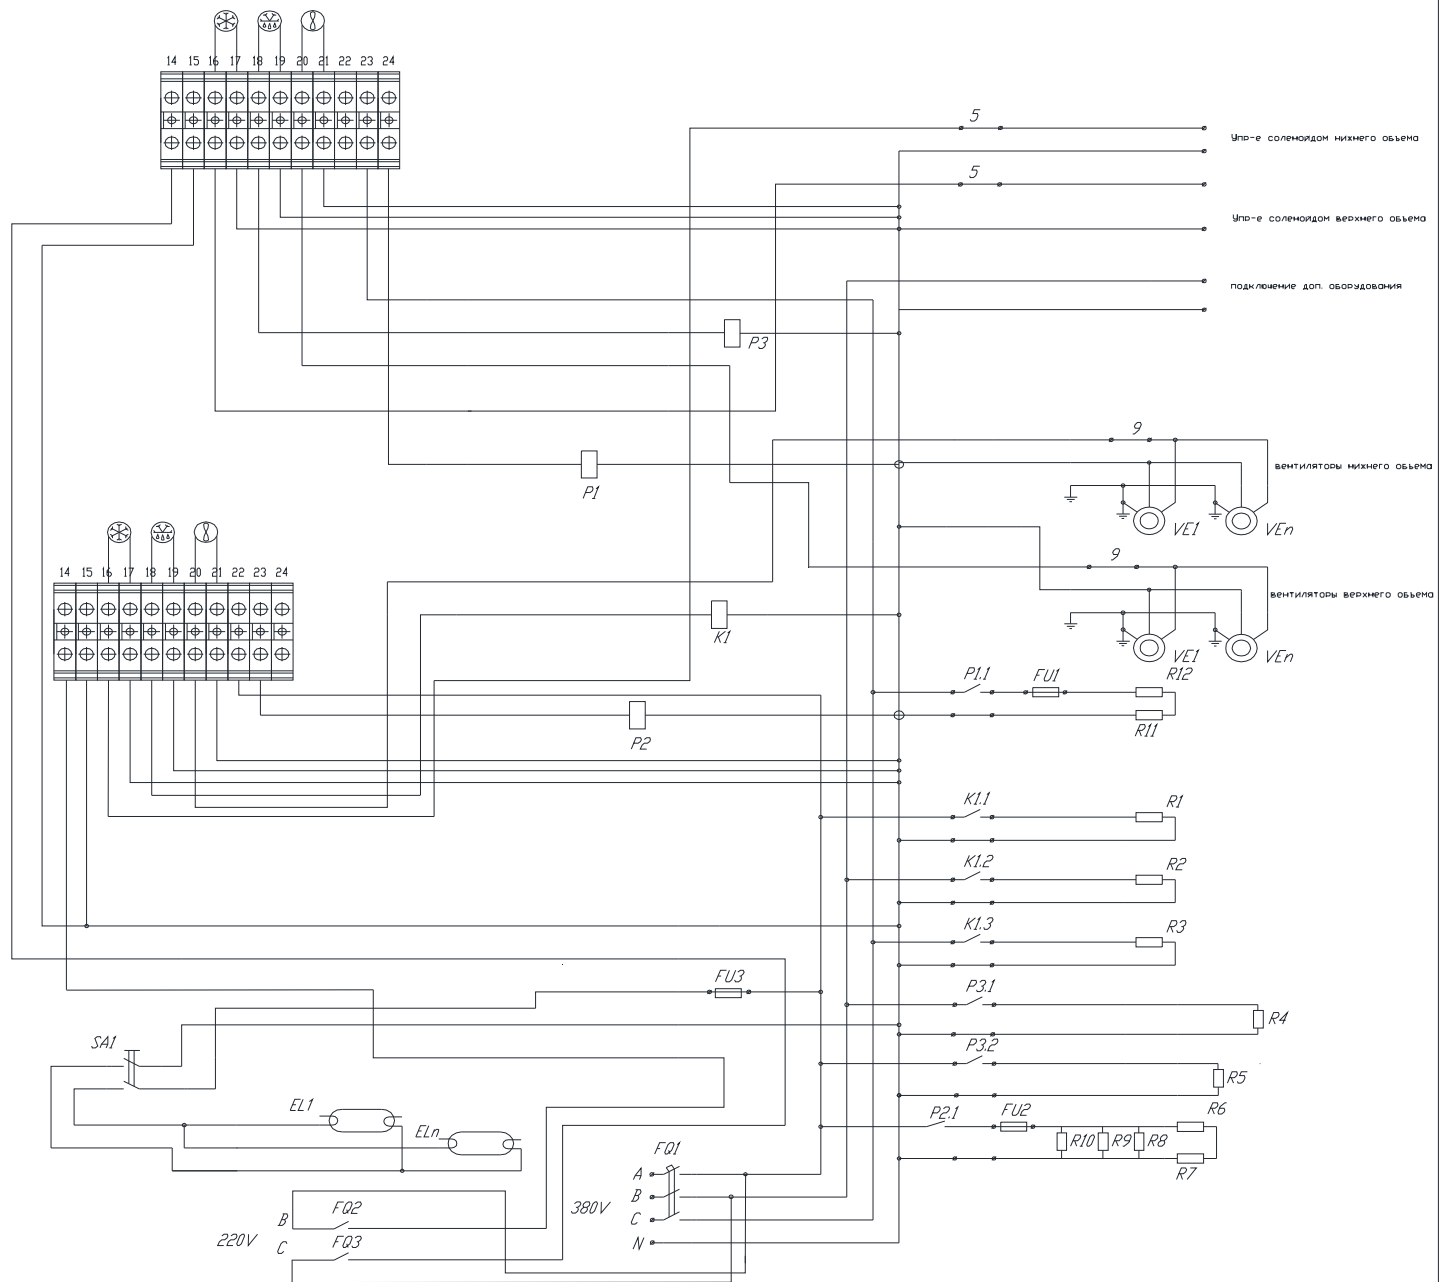 14 15 16 17 18 19 20 21 22 23 24
5
Упр-е соленоидом нижнего объема
5
Упр-е соленоидом верхнего объема
подключение доп. оборудования
P3
9
вентиляторы нижнего объема
P1
VE1 VEn
14 15 16 17 18 19 20 21 22 23 24
9
вентиляторы верхнего объема
K1
VE1 VEn
P1.1 FU1 R12
P2
R11
K1.1 R1
K1.2 R2
K1.3 R3
FU3
P3.1
R4
SA1
P3.2
R5
EL1
P2.1 FU2 R6
ELn
R10 R9 R8
FQ1
R7
A
B
380V
C
N
FQ2
B
220V
C FQ3